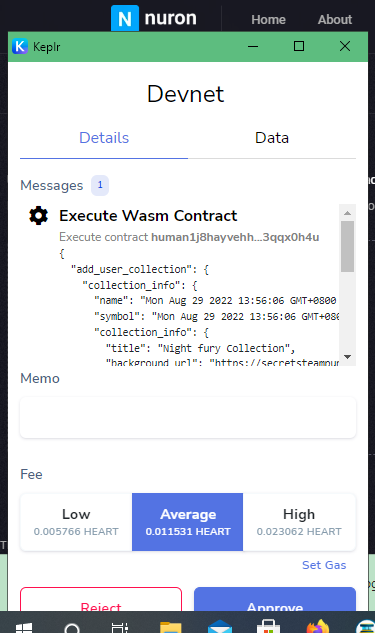 N nuron Home About
K Keplr
Devnet
Details Data
Messages 1
Execute Wasm Contract
Execute contract human1j8hayvehh...3qqx0h4u
{
"add_user_collection": {
"collection_info": {
"name": "Mon Aug 29 2022 13:56:06 GMT+0800
"symbol": "Mon Aug 29 2022 13:56:06 GMT+080
"collection_info": {
"title": "Night fury Collection",
"background_url": "https://secretsteampun
Memo
Fee
Low Average High
0.005766 HEART 0.011531 HEART 0.023062 HEART
Set Gas
Reject Approve